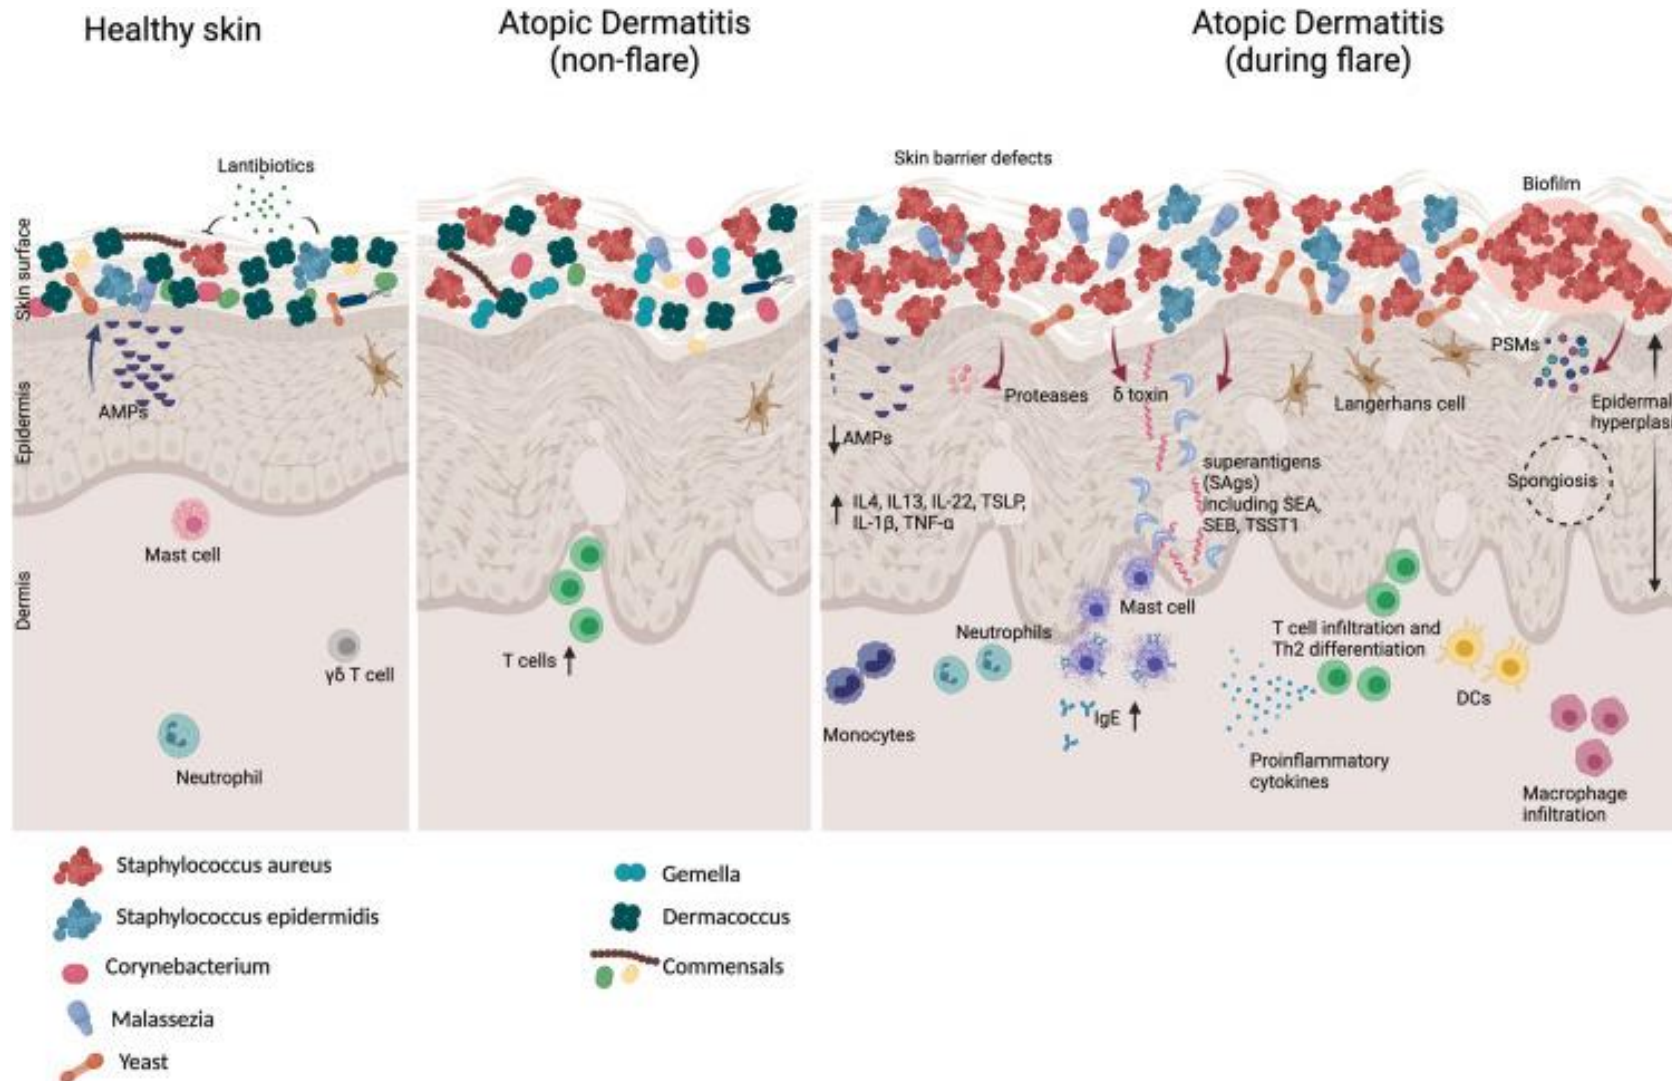 Healthy skin
Atopic Dermatitis
(non-flare)
Atopic Dermatitis
(during flare)
Lantibiotics
Skin barrier defects
Biofilm
Skin surface
Epidermis
Dermis
AMPs
Mast cell
γδ T cell
Neutrophil
T cells
Proteases
δ toxin
Langerhans cell
PSMs
Epidermal
hyperplasi
AMPs
IL4, IL13, IL-22, TSLP,
IL-1β, TNF-α
superantigens
(SAgs)
including SEA,
SEB, TSST1
Spongiosis
Mast cell
Neutrophils
Monocytes
IgE
T cell infiltration and
Th2 differentiation
DCs
Proinflammatory
cytokines
Macrophage
infiltration
Staphylococcus aureus
Staphylococcus epidermidis
Corynebacterium
Malassezia
Yeast
Gemella
Dermacoccus
Commensals